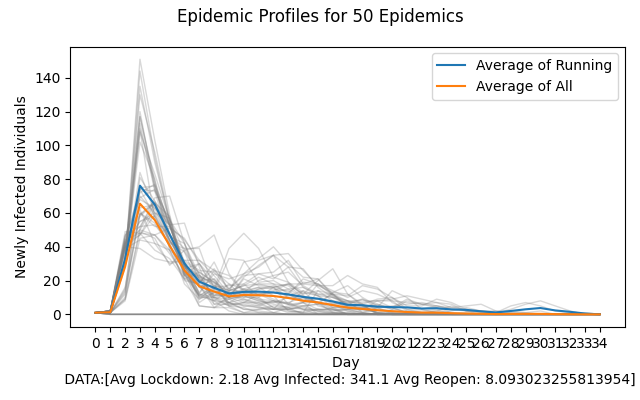 Epidemic Profiles for 50 Epidemics
Average of Running
Average of All
Newly Infected Individuals
140
120
100
80
60
40
20
0
0 1 2 3 4 5 6 7 8 9 10 11 12 13 14 15 16 17 18 19 20 21 22 23 24 25 26 27 28 29 30 31 32 33 34
Day
DATA:[Avg Lockdown: 2.18 Avg Infected: 341.1 Avg Reopen: 8.093023255813954]